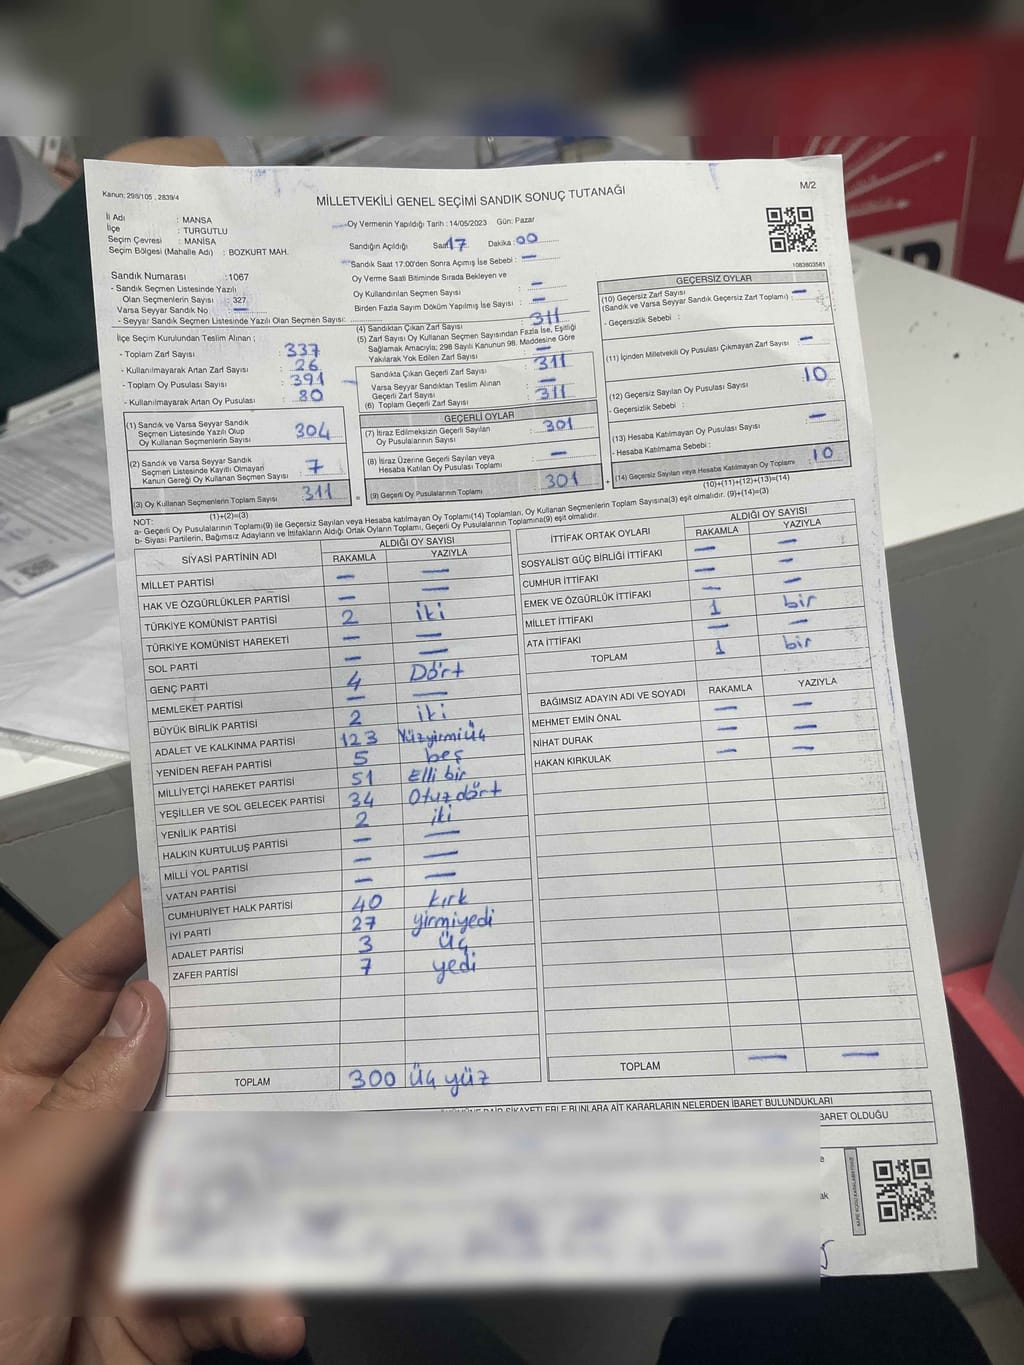 Kanun: 298/105 , 2839/4
MİLLETVEKİLİ GENEL SEÇİMİ SANDIK SONUÇ TUTANAĞI
M/2
İl Adı : MANİSA
İlçe : TURGUTLU
Seçim Çevresi : MANİSA
Seçim Bölgesi (Mahalle Adı) : BOZKURT MAH.
Oy Vermenin Yapıldığı Tarih : 14/05/2023 Gün: Pazar
Sandığın Açıldığı Saat 17 Dakika : 00
Sandık Saat 17:00'den Sonra Açılmış İse Sebebi : —
Oy Verme Saati Bitiminde Sırada Bekleyen ve
Oy Kullandırılan Seçmen Sayısı : —
Birden Fazla Sayım Döküm Yapılmış İse Sayısı : —
1083803541
Sandık Numarası :1067
- Sandık Seçmen Listesinde Yazılı
Olan Seçmenlerin Sayısı : 327
Varsa Seyyar Sandık No : —
- Seyyar Sandık Seçmen Listesinde Yazılı Olan Seçmen Sayısı:
İlçe Seçim Kurulundan Teslim Alınan ;
- Toplam Zarf Sayısı : 337
- Kullanılmayarak Artan Zarf Sayısı : 26
- Toplam Oy Pusulası Sayısı : 391
- Kullanılmayarak Artan Oy Pusulası : 80
(1) Sandık ve Varsa Seyyar Sandık
Seçmen Listesinde Yazılı Olup
Oy Kullanan Seçmenlerin Sayısı 304
(2) Sandık ve Varsa Seyyar Sandık
Seçmen Listesinde Kayıtlı Olmayan
Kanun Gereği Oy Kullanan Seçmen Sayısı 7
(3) Oy Kullanan Seçmenlerin Toplam Sayısı 311
(1)+(2)=(3)
(4) Sandıktan Çıkan Zarf Sayısı 311
(5) Zarf Sayısı Oy Kullanan Seçmen Sayısından Fazla İse, Eşitliği
Sağlamak Amacıyla; 298 Sayılı Kanunun 98. Maddesine Göre
Yakılarak Yok Edilen Zarf Sayısı —
Sandıkta Çıkan Geçerli Zarf Sayısı 311
Varsa Seyyar Sandıktan Teslim Alınan
Geçerli Zarf Sayısı —
(6) Toplam Geçerli Zarf Sayısı 311
GEÇERLİ OYLAR
(7) İtiraz Edilmeksizin Geçerli Sayılan
Oy Pusulalarının Sayısı 301
(8) İtiraz Üzerine Geçerli Sayılan veya
Hesaba Katılan Oy Pusulası Toplamı —
= (9) Geçerli Oy Pusulalarının Toplamı 301
GEÇERSİZ OYLAR
(10) Geçersiz Zarf Sayısı —
(Sandık ve Varsa Seyyar Sandık Geçersiz Zarf Toplamı)
- Geçersizlik Sebebi :
(11) İçinden Milletvekili Oy Pusulası Çıkmayan Zarf Sayısı —
(12) Geçersiz Sayılan Oy Pusulası Sayısı 10
- Geçersizlik Sebebi :
(13) Hesaba Katılmayan Oy Pusulası Sayısı —
- Hesaba Katılmama Sebebi :
+ (14) Geçersiz Sayılan veya Hesaba Katılmayan Oy Toplamı 10
(10)+(11)+(12)+(13)=(14)
NOT:
a- Geçerli Oy Pusulalarının Toplamı(9) ile Geçersiz Sayılan veya Hesaba katılmayan Oy Toplamı(14) Toplamları, Oy Kullanan Seçmenlerin Toplam Sayısına(3) eşit olmalıdır. (9)+(14)=(3)
b- Siyasi Partilerin, Bağımsız Adayların ve İttifakların Aldığı Ortak Oyların Toplamı, Geçerli Oy Pusulalarının Toplamına(9) eşit olmalıdır.
SİYASİ PARTİNİN ADI ALDIĞI OY SAYISI
RAKAMLA YAZIYLA
MİLLET PARTİSİ — —
HAK VE ÖZGÜRLÜKLER PARTİSİ — —
TÜRKİYE KOMÜNİST PARTİSİ 2 iki
TÜRKİYE KOMÜNİST HAREKETİ — —
SOL PARTİ — —
GENÇ PARTİ 4 Dört
MEMLEKET PARTİSİ — —
BÜYÜK BİRLİK PARTİSİ 2 iki
ADALET VE KALKINMA PARTİSİ 123 Yüzyirmiüç
YENİDEN REFAH PARTİSİ 5 beş
MİLLİYETÇİ HAREKET PARTİSİ 51 Elli bir
YEŞİLLER VE SOL GELECEK PARTİSİ 34 Otuz dört
YENİLİK PARTİSİ 2 iki
HALKIN KURTULUŞ PARTİSİ — —
MİLLİ YOL PARTİSİ — —
VATAN PARTİSİ — —
CUMHURİYET HALK PARTİSİ 40 kırk
İYİ PARTİ 27 yirmiyedi
ADALET PARTİSİ 3 üç
ZAFER PARTİSİ 7 yedi
TOPLAM 300 Üç yüz
İTTİFAK ORTAK OYLARI ALDIĞI OY SAYISI
RAKAMLA YAZIYLA
SOSYALİST GÜÇ BİRLİĞİ İTTİFAKI — —
CUMHUR İTTİFAKI — —
EMEK VE ÖZGÜRLÜK İTTİFAKI — —
MİLLET İTTİFAKI 1 bir
ATA İTTİFAKI — —
TOPLAM 1 bir
BAĞIMSIZ ADAYIN ADI VE SOYADI RAKAMLA YAZIYLA
MEHMET EMİN ÖNAL — —
NİHAT DURAK — —
HAKAN KIRKULAK — —
TOPLAM — —
ŞİKAYETLERLE BUNLARA AİT KARARLARIN NELERDEN İBARET BULUNDUKLARI
İBARET OLDUĞU